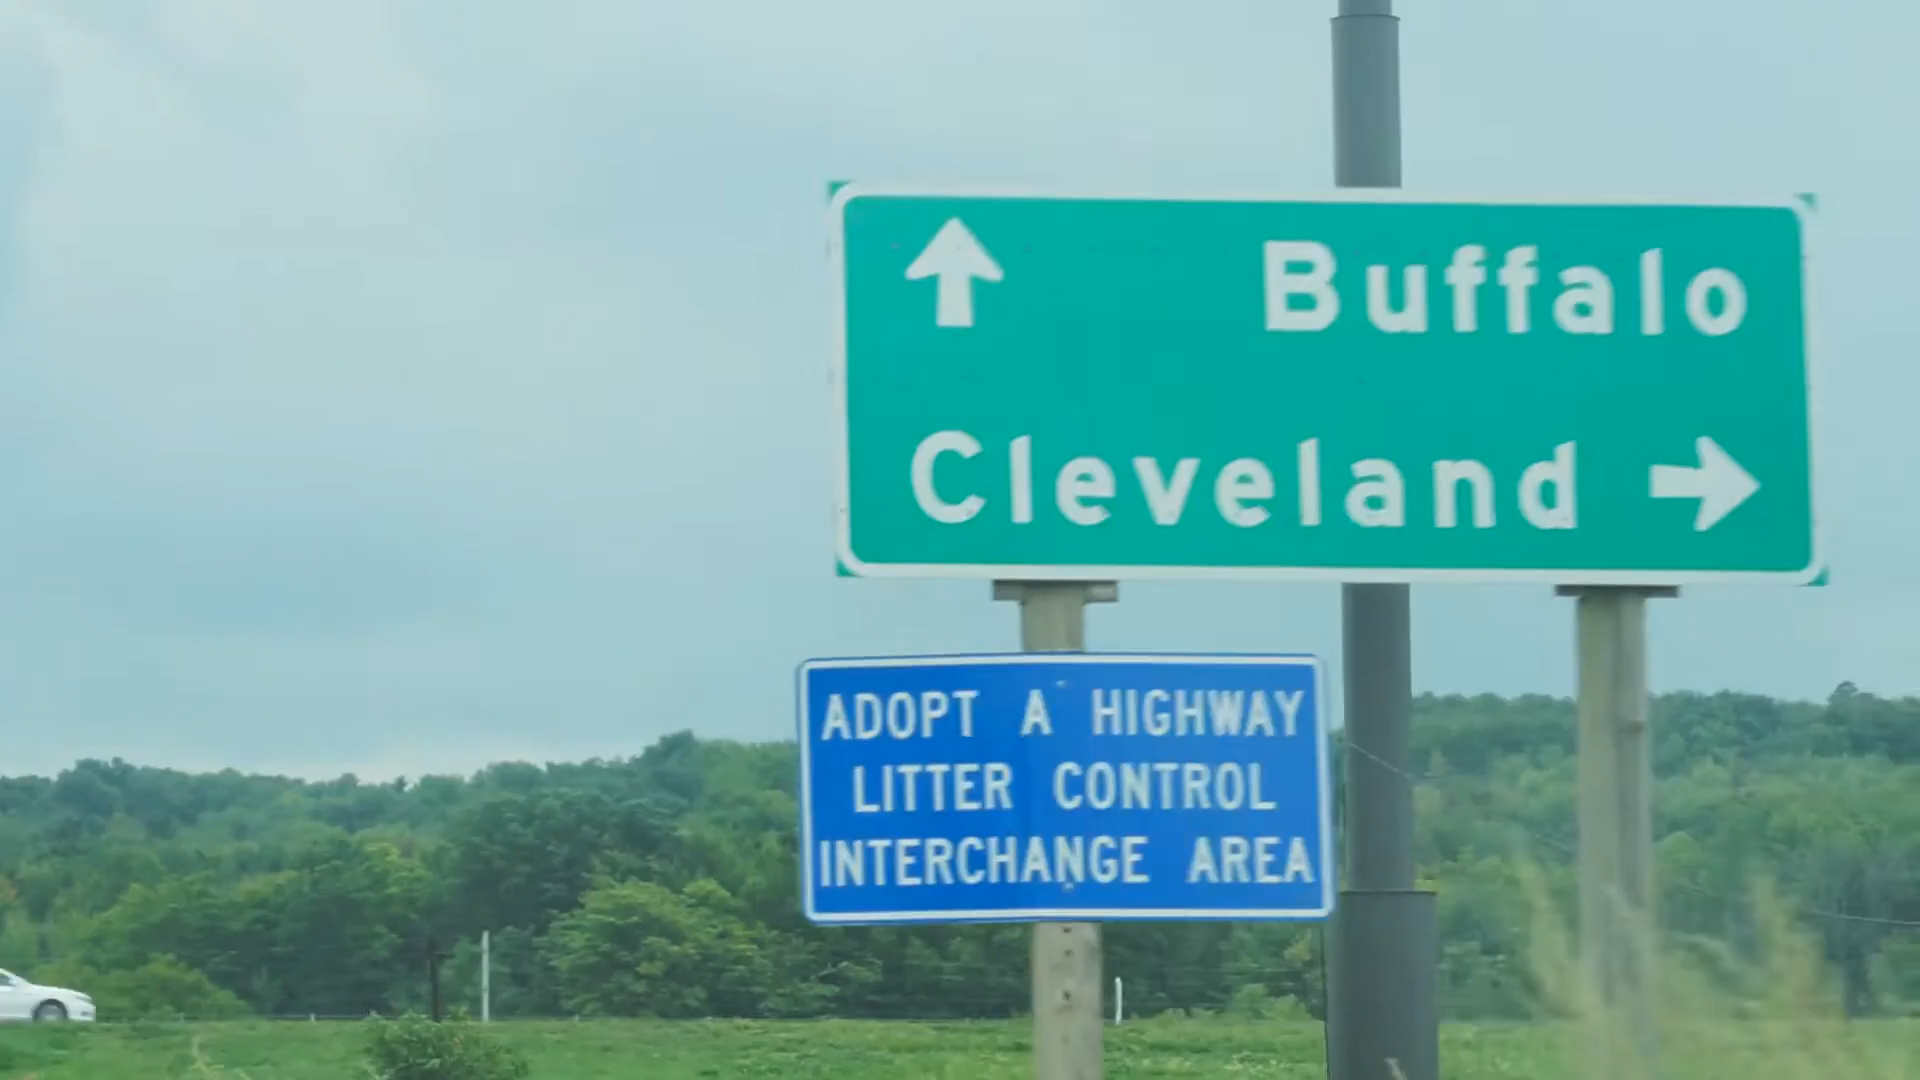 Buffalo
Cleveland
ADOPT A HIGHWAY
LITTER CONTROL
INTERCHANGE AREA